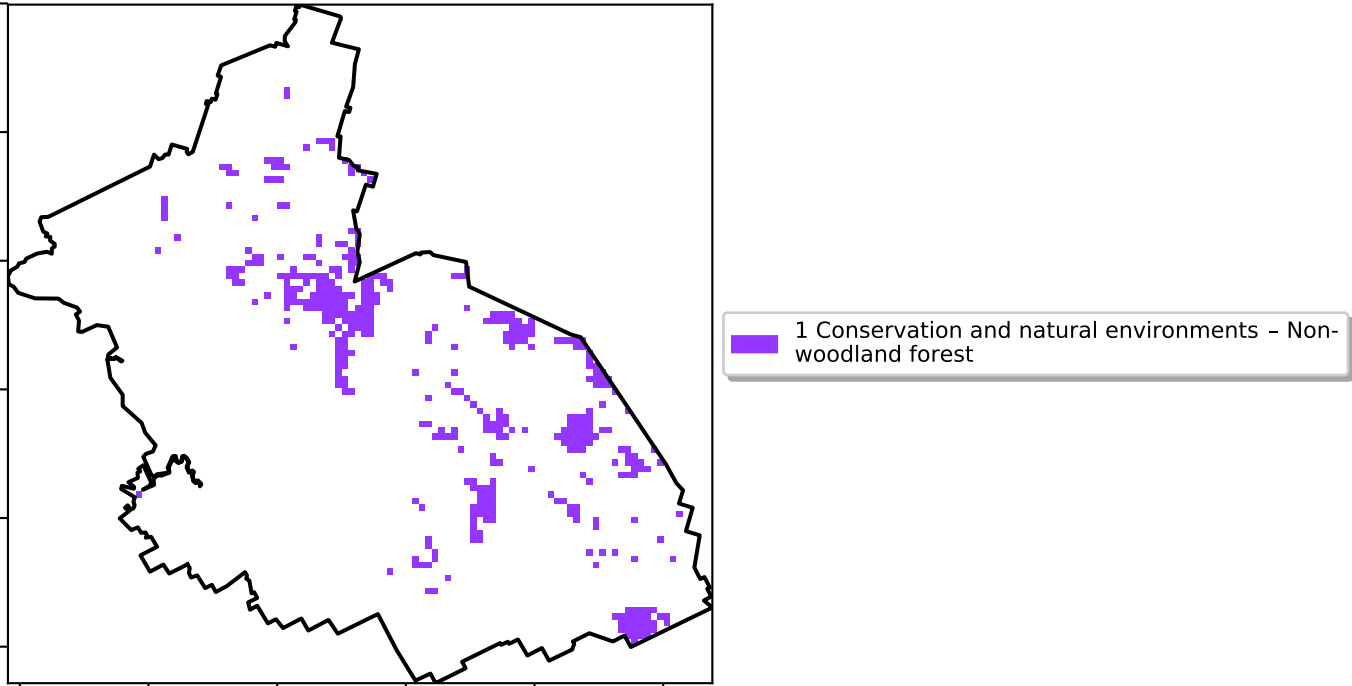 1 Conservation and natural environments – Non-
woodland forest